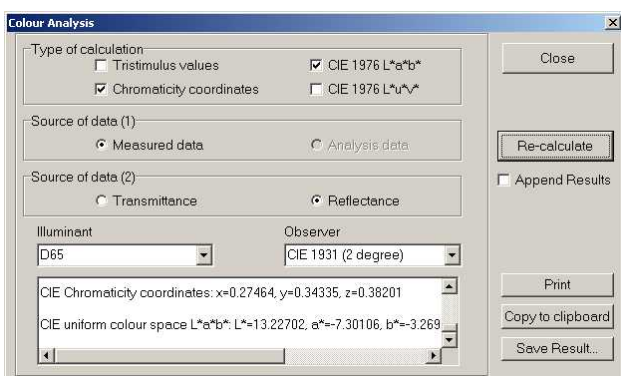 Colour Analysis
Type of calculation
Tristimulus values
CIE 1976 L*a*b*
Close
Chromaticity coordinates
CIE 1976 L*u*v*
Source of data (1)
Measured data
Analysis data
Re-calculate
Source of data (2)
Append Results
Transmittance
Reflectance
Illuminant
Observer
D65
CIE 1931 (2 degree)
CIE Chromaticity coordinates: x=0.27464, y=0.34335, z=0.38201
Print
CIE uniform colour space L*a*b*: L*=13.22702, a*=-7.30106, b*=-3.269
Copy to clipboard
Save Result...